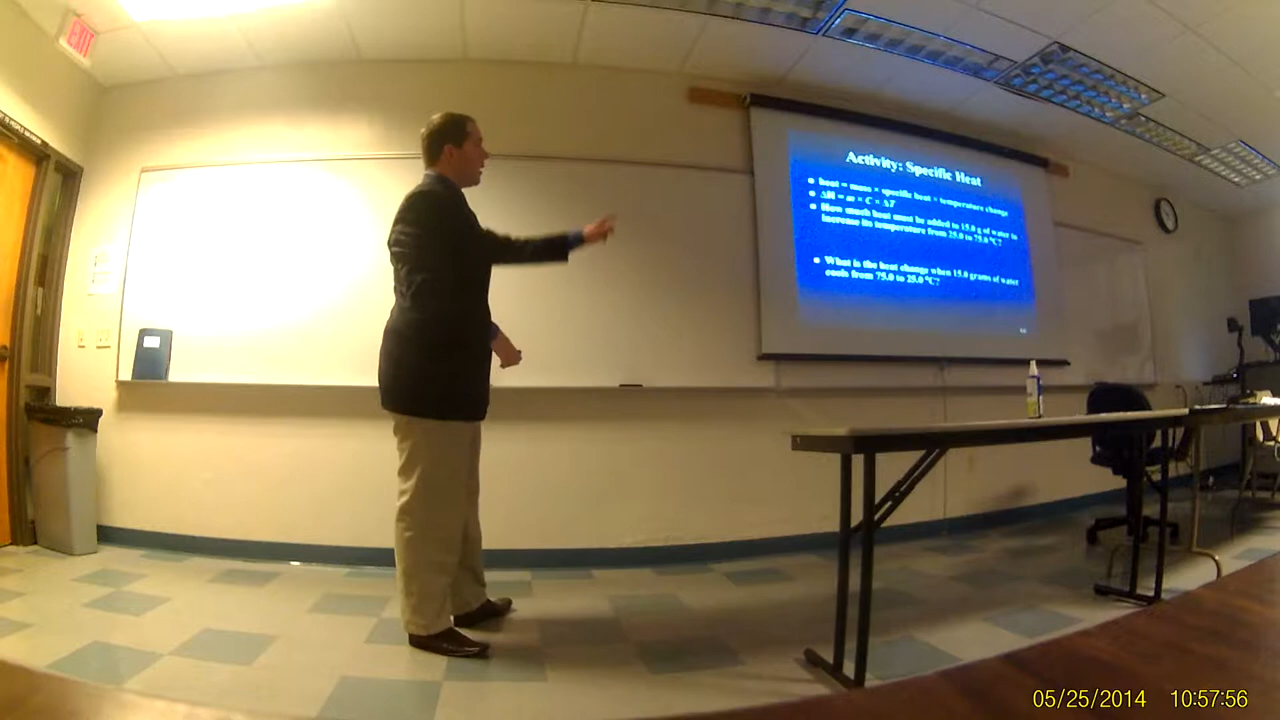 EXIT
Activity: Specific Heat
heat = mass × specific heat × temperature change
ΔH = m × C × ΔT
How much heat must be added to 15.0 g of water to
increase its temperature from 25.0 to 75.0 °C?
What is the heat change when 15.0 grams of water
cools from 75.0 to 25.0 °C?
05/25/2014 10:57:56